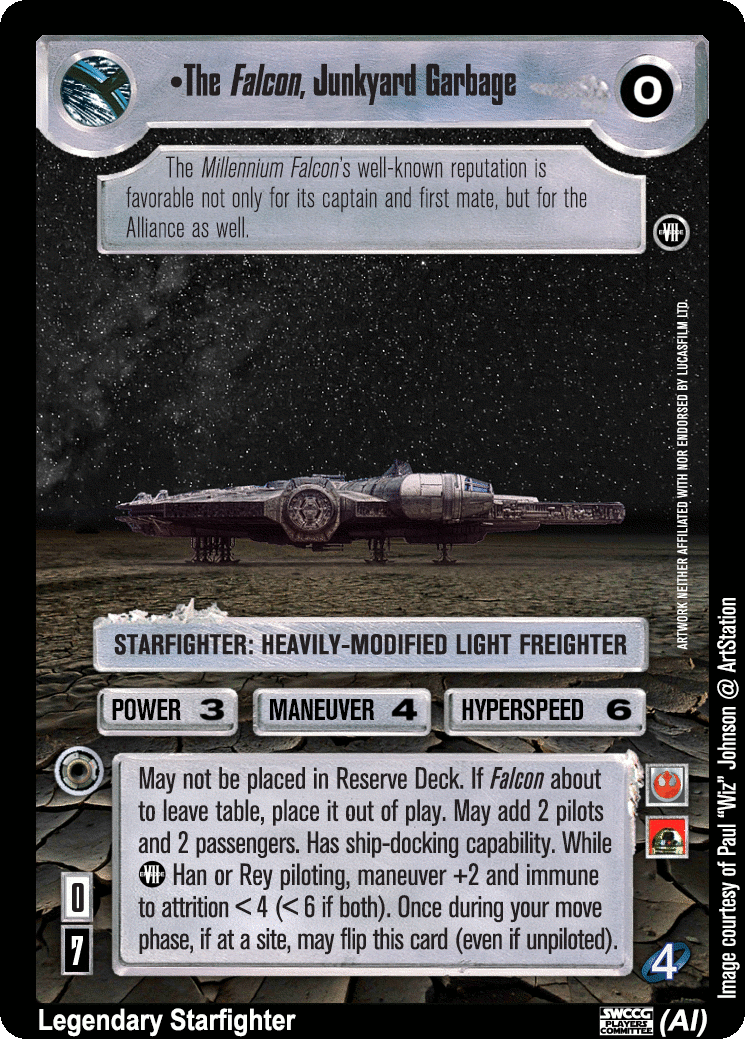 •The Falcon, Junkyard Garbage
0
The Millennium Falcon's well-known reputation is
favorable not only for its captain and first mate, but for the
Alliance as well.
EPISODE VII
ARTWORK NEITHER AFFILIATED WITH NOR ENDORSED BY LUCASFILM LTD.
STARFIGHTER: HEAVILY-MODIFIED LIGHT FREIGHTER
POWER 3
MANEUVER 4
HYPERSPEED 6
May not be placed in Reserve Deck. If Falcon about
to leave table, place it out of play. May add 2 pilots
and 2 passengers. Has ship-docking capability. While
EPISODE VII Han or Rey piloting, maneuver +2 and immune
to attrition < 4 (< 6 if both). Once during your move
phase, if at a site, may flip this card (even if unpiloted).
0
7
4
Image courtesy of Paul “Wiz” Johnson @ ArtStation
Legendary Starfighter
SWCCG
PLAYERS
COMMITTEE
(AI)